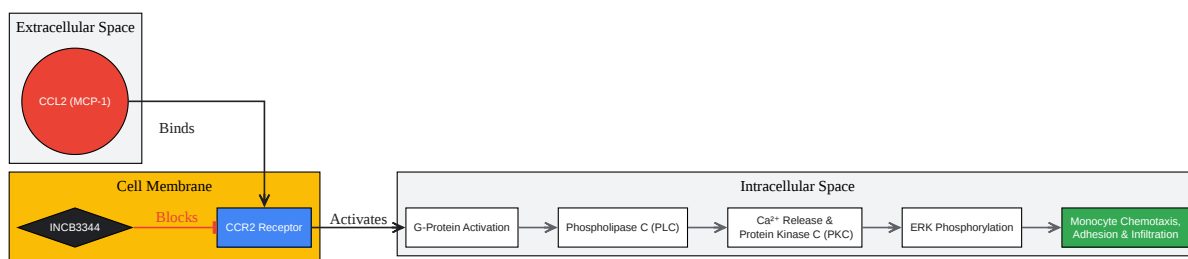 Extracellular Space
CCL2 (MCP-1)
Binds
Cell Membrane
INCB3344
Blocks
CCR2 Receptor
Activates
Intracellular Space
G-Protein Activation
Phospholipase C (PLC)
Ca²⁺ Release &
Protein Kinase C (PKC)
ERK Phosphorylation
Monocyte Chemotaxis,
Adhesion & Infiltration